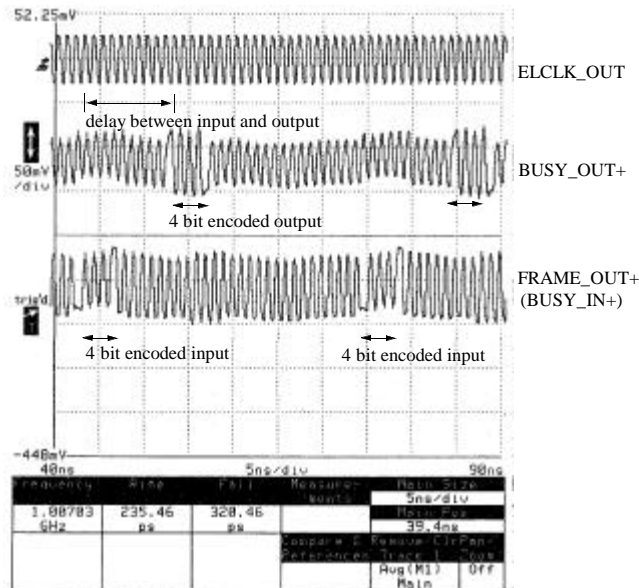 52.25mV
ELCLK_OUT
delay between input and output
50mV
/div
BUSY_OUT+
4 bit encoded output
trig'd
FRAME_OUT+
(BUSY_IN+)
4 bit encoded input
4 bit encoded input
-448mV
40ns
5ns/div
90ns
Frequency
Rise
Fall
Measure-
ments
Main Size
5ns/div
1.00703
GHz
235.46
ps
320.46
ps
Main Pos
39.4ns
Compare &
References
Remove/Clr
Trace 1
Pan/
Zoom
Avg(M1)
Main
Off